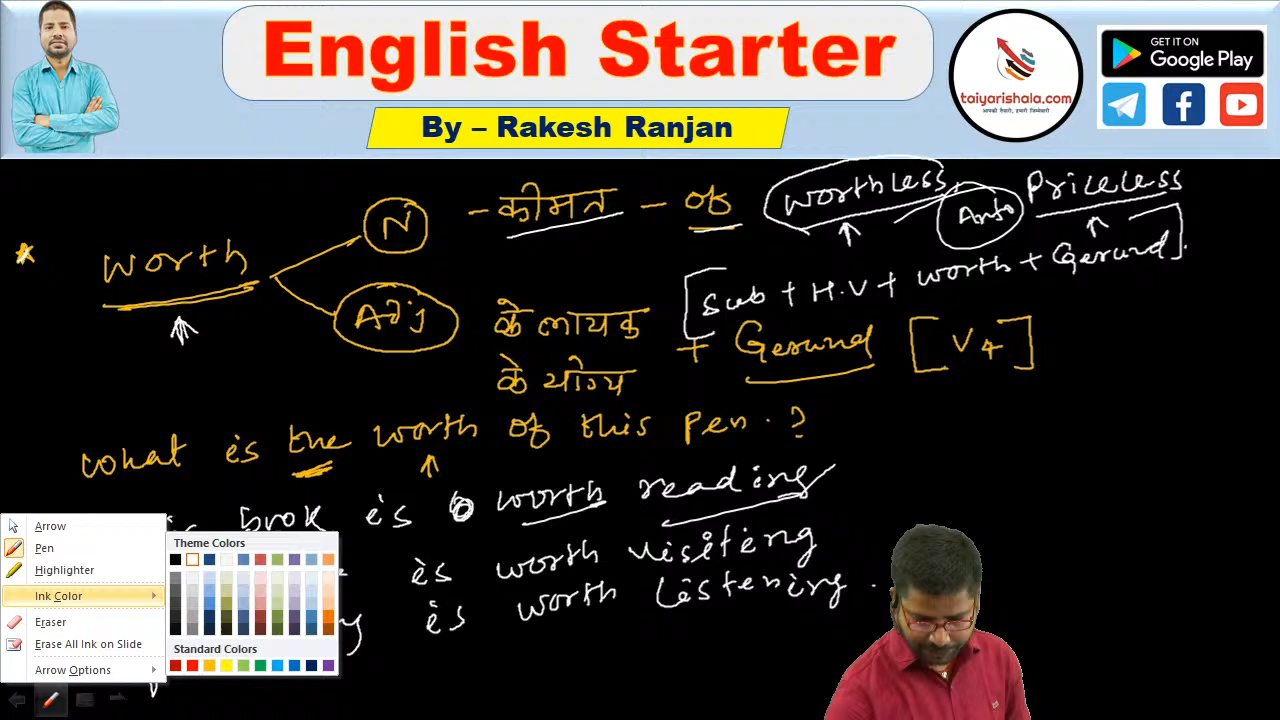 English Starter
By – Rakesh Ranjan
taiyarishala.com
आपकी तैयारी, हमारी जिम्मेवारी
GET IT ON
Google Play
N - कीमत - of worthless Anto Priceless
worth
[Sub + H.V + worth + Gerund].
Adj के लायक + Gerund [V4]
के योग्य
What is the worth of this pen. ?
book is worth reading
is worth visiting
is worth listening.
Arrow
Pen
Highlighter
Ink Color
Eraser
Erase All Ink on Slide
Arrow Options
Theme Colors
Standard Colors